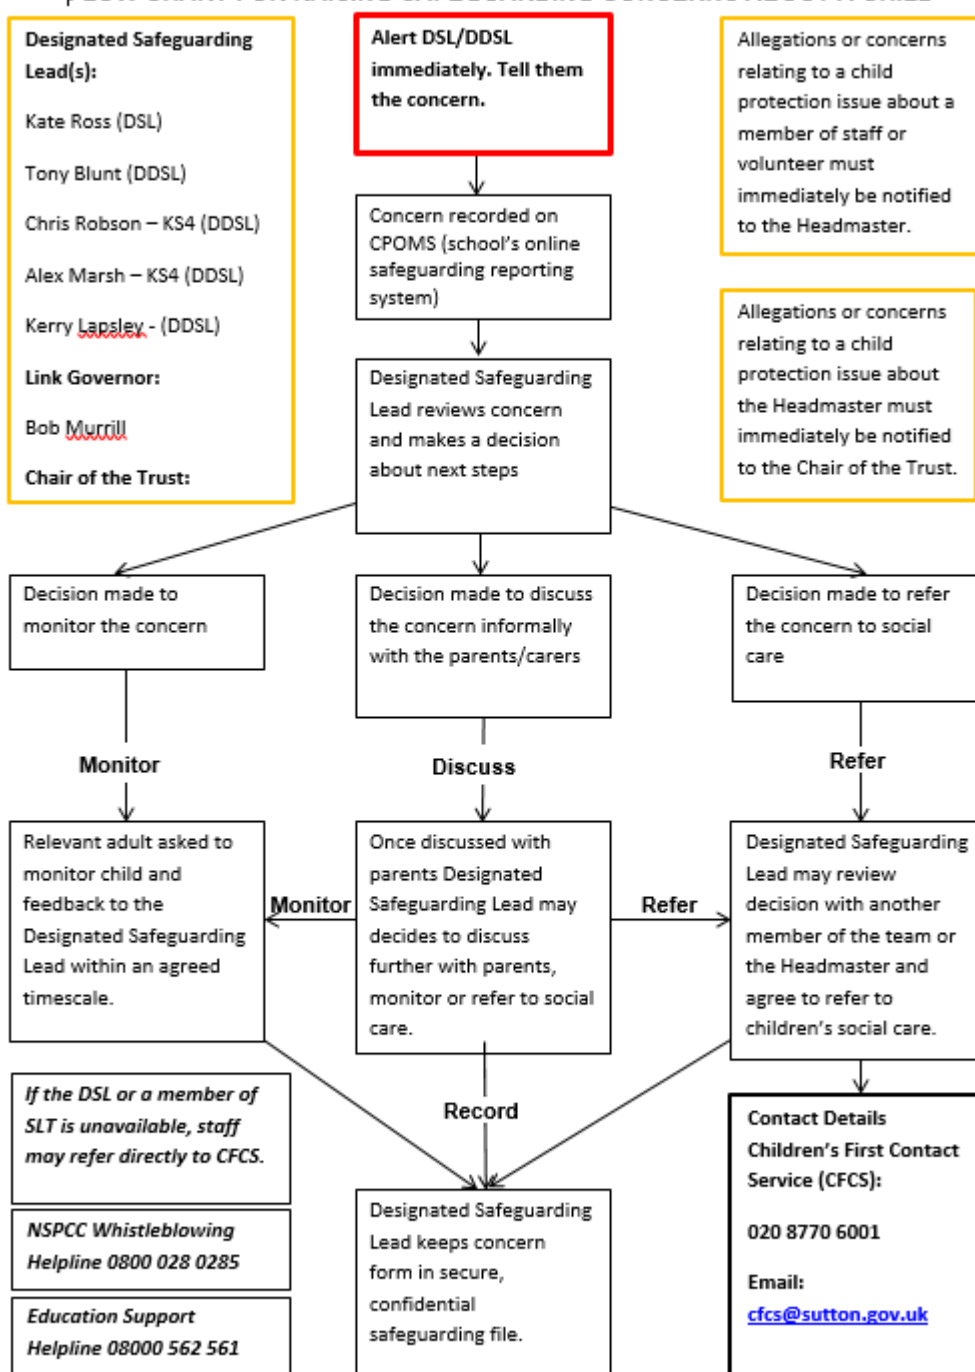 FLOW CHART FOR RAISING SAFEGUARDING CONCERNS ABOUT A CHILD
Designated Safeguarding
Lead(s):
Kate Ross (DSL)
Tony Blunt (DDSL)
Chris Robson – KS4 (DDSL)
Alex Marsh – KS4 (DDSL)
Kerry Lapsley - (DDSL)
Link Governor:
Bob Murrill
Chair of the Trust:
Alert DSL/DDSL
immediately. Tell them
the concern.
Allegations or concerns
relating to a child
protection issue about a
member of staff or
volunteer must
immediately be notified
to the Headmaster.
Concern recorded on
CPOMS (school's online
safeguarding reporting
system)
Allegations or concerns
relating to a child
protection issue about
the Headmaster must
immediately be notified
to the Chair of the Trust.
Designated Safeguarding
Lead reviews concern
and makes a decision
about next steps
Decision made to
monitor the concern
Decision made to discuss
the concern informally
with the parents/carers
Decision made to refer
the concern to social
care
Monitor
Discuss
Refer
Relevant adult asked to
monitor child and
feedback to the
Designated Safeguarding
Lead within an agreed
timescale.
Monitor
Once discussed with
parents Designated
Safeguarding Lead may
decides to discuss
further with parents,
monitor or refer to social
care.
Refer
Designated Safeguarding
Lead may review
decision with another
member of the team or
the Headmaster and
agree to refer to
children's social care.
If the DSL or a member of
SLT is unavailable, staff
may refer directly to CFCS.
NSPCC Whistleblowing
Helpline 0800 028 0285
Education Support
Helpline 08000 562 561
Record
Designated Safeguarding
Lead keeps concern
form in secure,
confidential
safeguarding file.
Contact Details
Children's First Contact
Service (CFCS):
020 8770 6001
Email:
cfcs@sutton.gov.uk